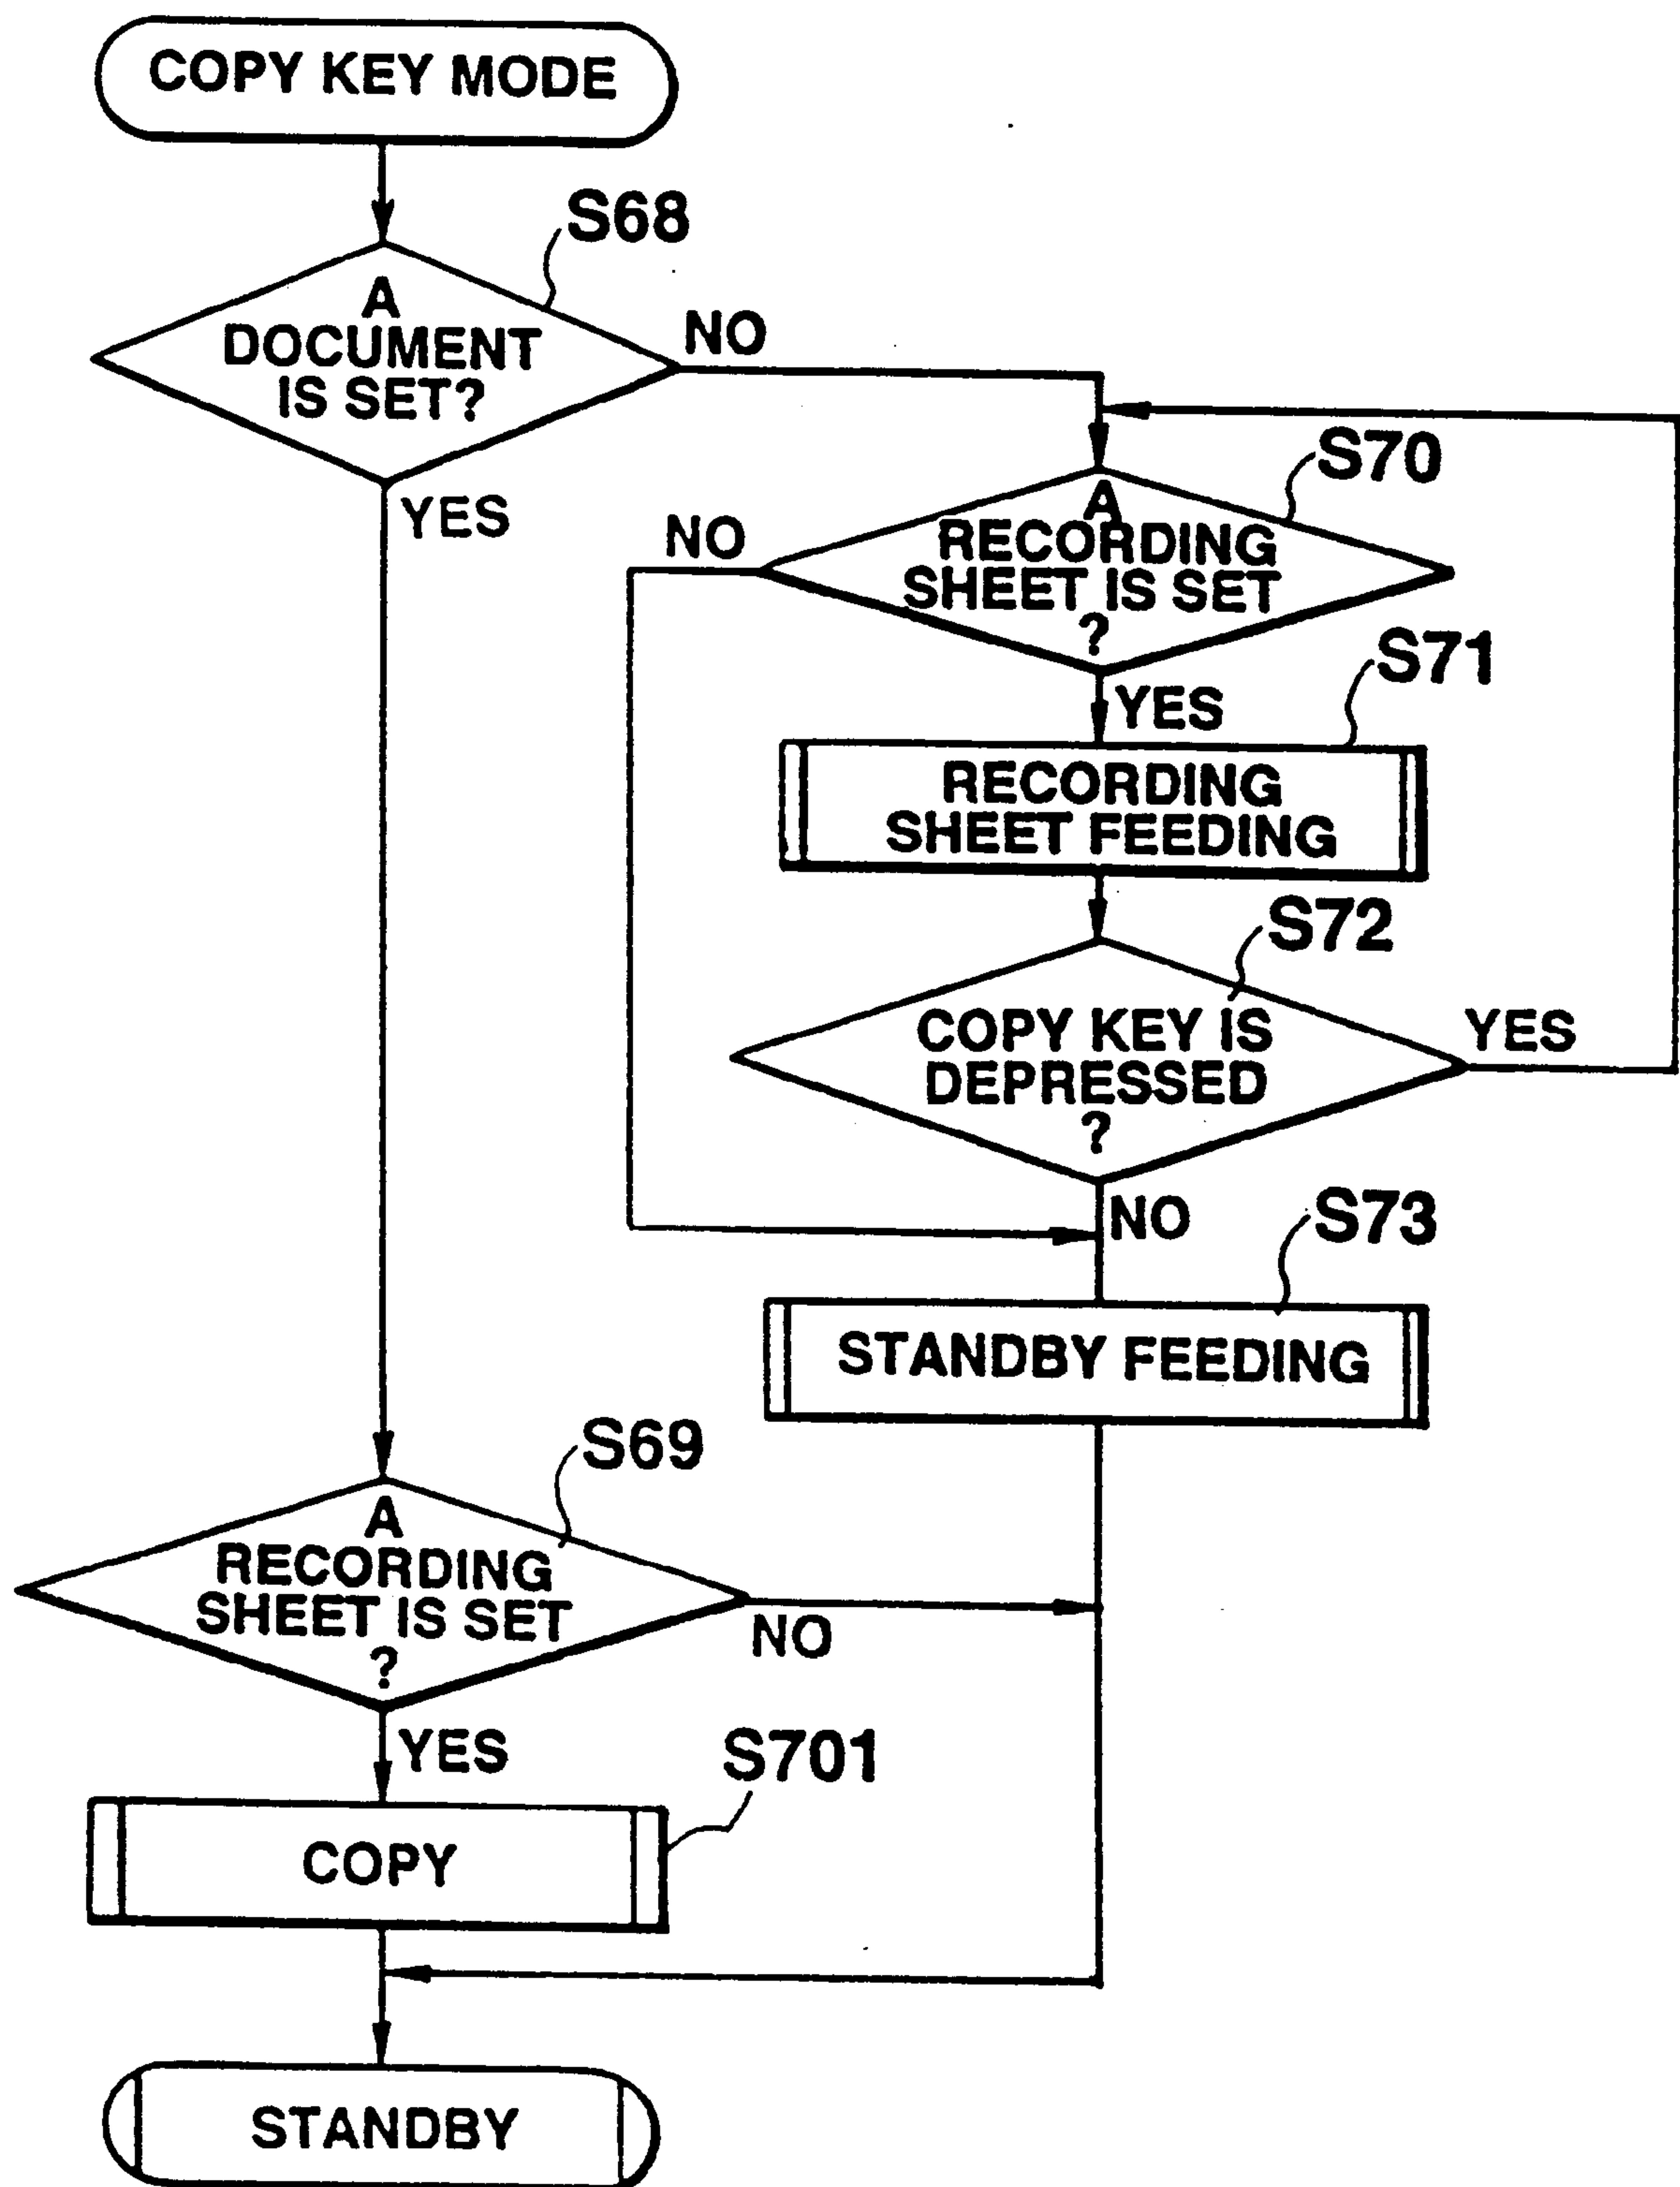 COPY KEY MODE
S68
A
DOCUMENT
IS SET?
NO
YES
S70
A
RECORDING
SHEET IS SET
?
NO
YES
S71
RECORDING
SHEET FEEDING
S72
COPY KEY IS
DEPRESSED
?
YES
NO
S73
STANDBY FEEDING
S69
A
RECORDING
SHEET IS SET
?
NO
YES
S701
COPY
STANDBY